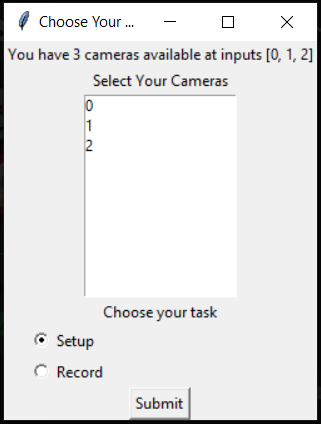 Choose Your ...
You have 3 cameras available at inputs [0, 1, 2]
Select Your Cameras
0
1
2
Choose your task
Setup
Record
Submit